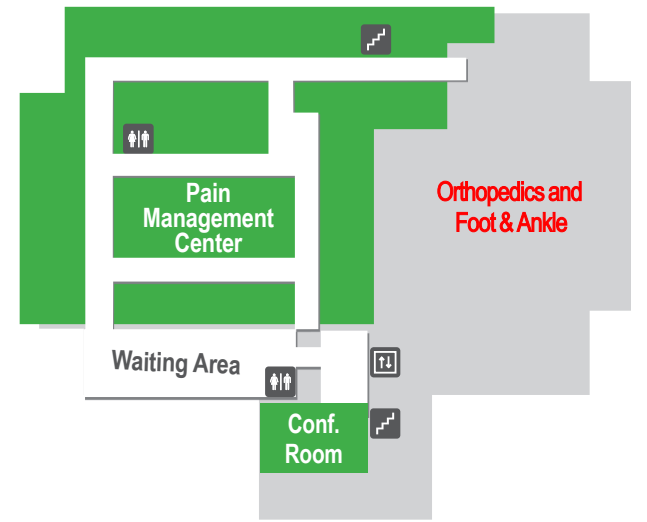 Pain
Management
Center
Orthopedics and
Foot & Ankle
Waiting Area
Conf.
Room